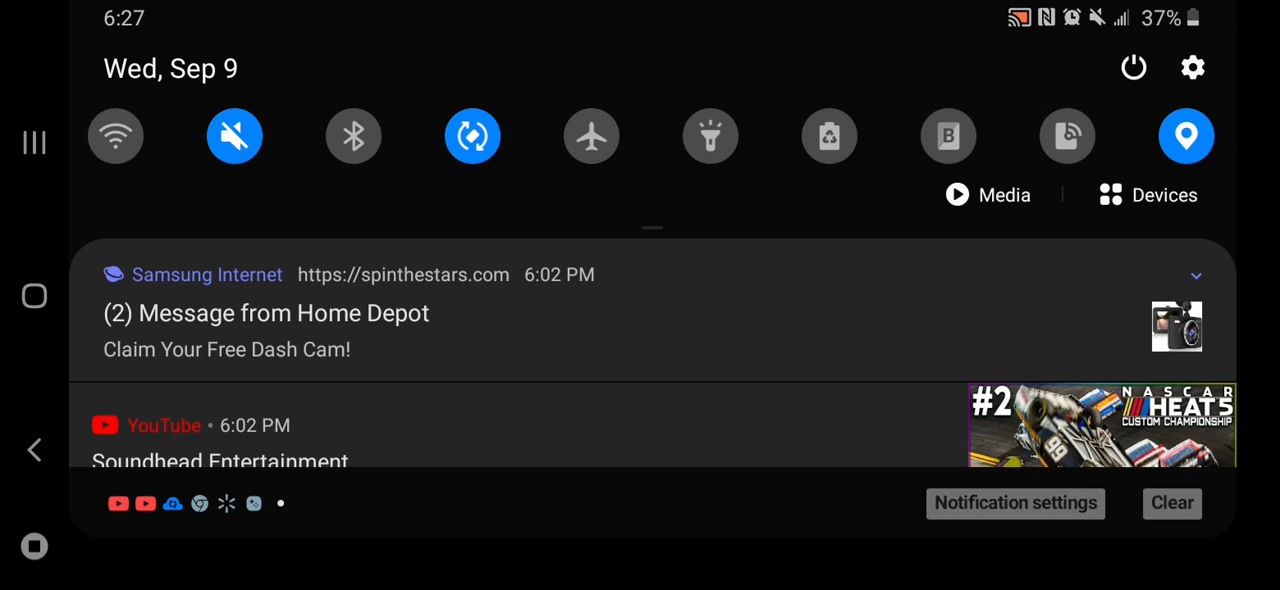 6:27
37%
Wed, Sep 9
Media
Devices
Samsung Internet https://spinthestars.com 6:02 PM
(2) Message from Home Depot
Claim Your Free Dash Cam!
YouTube • 6:02 PM
Soundhead Entertainment
#2
NASCAR
HEAT 5
CUSTOM CHAMPIONSHIP
99
Notification settings
Clear